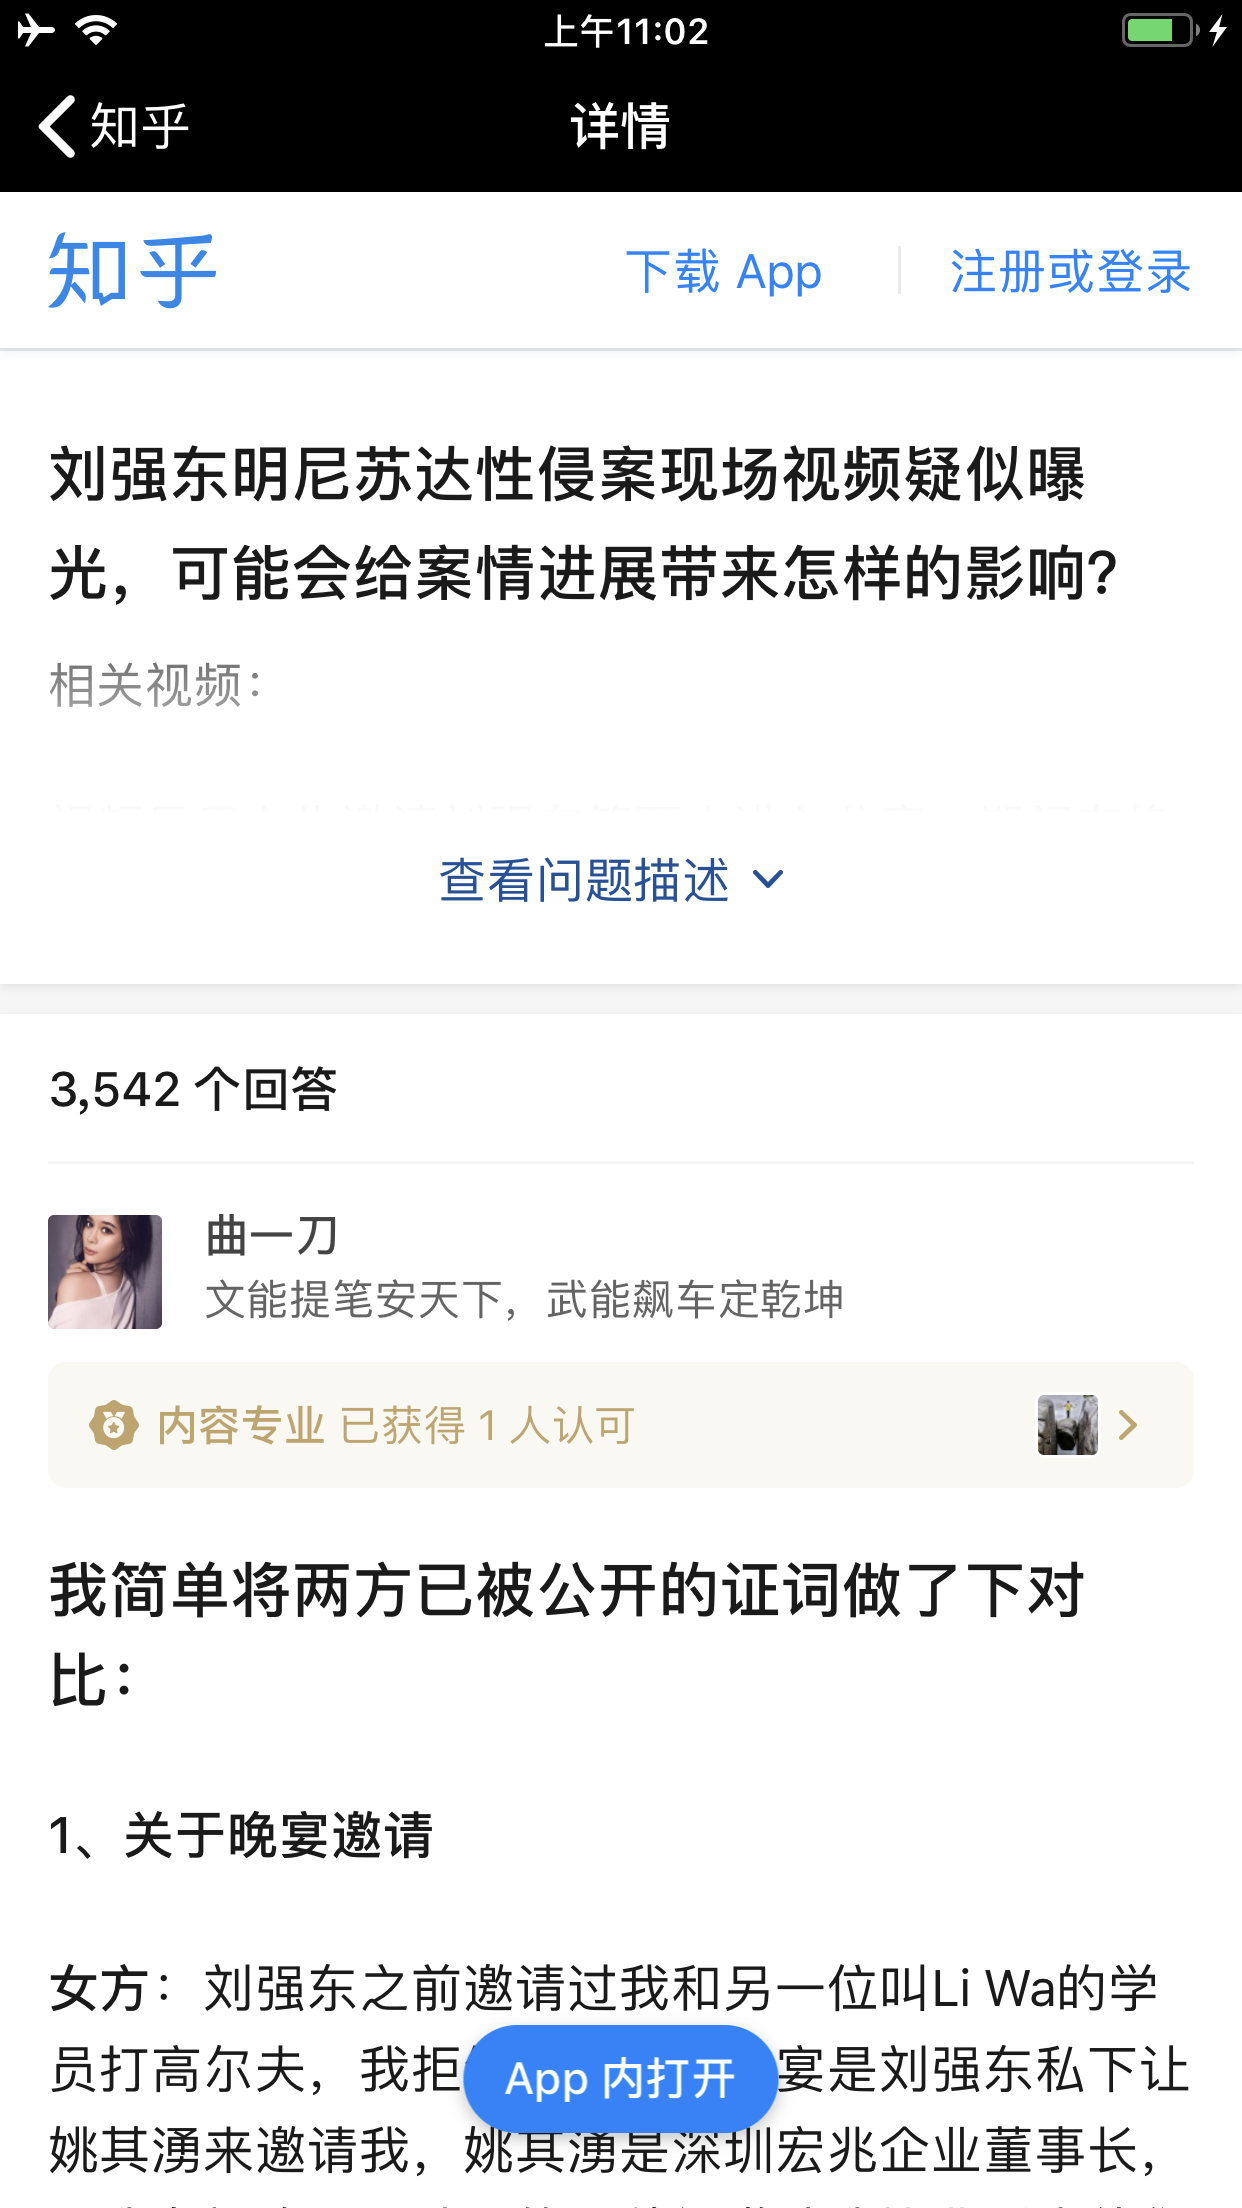 上午11:02
知乎
详情
知乎
下载 App
注册或登录
刘强东明尼苏达性侵案现场视频疑似曝
光，可能会给案情进展带来怎样的影响?
相关视频：
查看问题描述
3,542 个回答
曲一刀
文能提笔安天下，武能飙车定乾坤
内容专业 已获得 1 人认可
我简单将两方已被公开的证词做了下对
比：
1、关于晚宴邀请
女方：刘强东之前邀请过我和另一位叫Li Wa的学
员打高尔夫，我拒
宴是刘强东私下让
App 内打开
姚其湧来邀请我，姚其湧是深圳宏兆企业董事长，